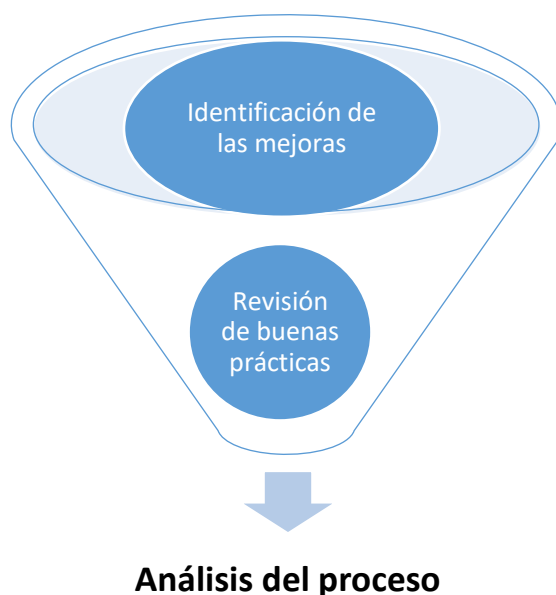 Identificación de
las mejoras
Revisión
de buenas
prácticas
Análisis del proceso